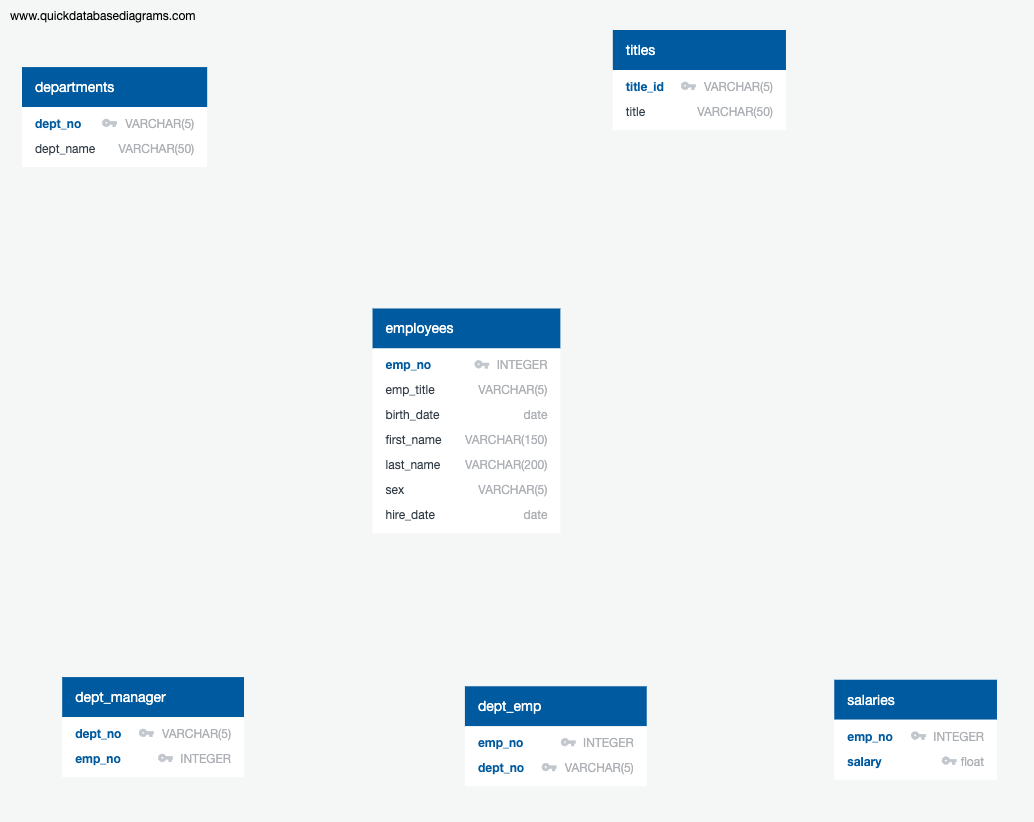 www.quickdatabasediagrams.com
departments
dept_no VARCHAR(5)
dept_name VARCHAR(50)
titles
title_id VARCHAR(5)
title VARCHAR(50)
employees
emp_no INTEGER
emp_title VARCHAR(5)
birth_date date
first_name VARCHAR(150)
last_name VARCHAR(200)
sex VARCHAR(5)
hire_date date
dept_manager
dept_no VARCHAR(5)
emp_no INTEGER
dept_emp
emp_no INTEGER
dept_no VARCHAR(5)
salaries
emp_no INTEGER
salary float